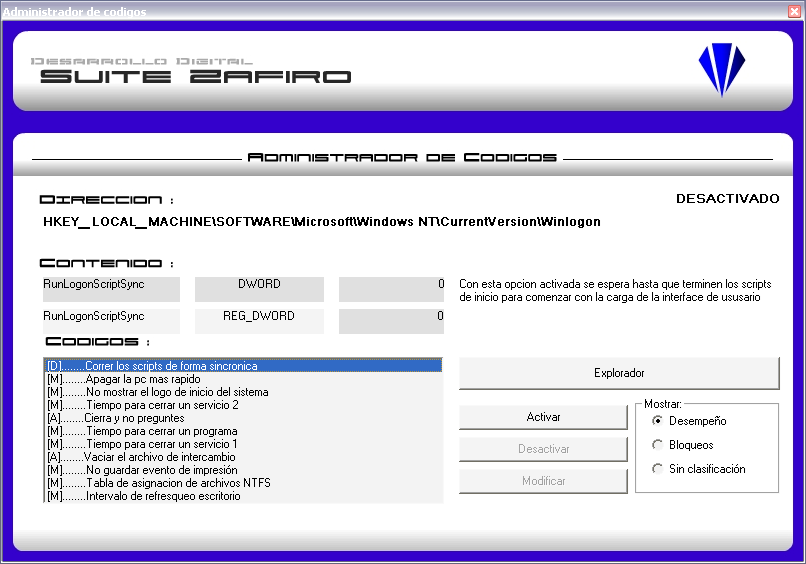 Administrador de codigos
Desarrollo Digital
Suite Zafiro
Administrador de Codigos
Direccion :
DESACTIVADO
HKEY_LOCAL_MACHINE\SOFTWARE\Microsoft\Windows NT\CurrentVersion\Winlogon
Contenido :
RunLogonScriptSync DWORD 0
Con esta opcion activada se espera hasta que terminen los scripts
de inicio para comenzar con la carga de la interface de ususario
RunLogonScriptSync REG_DWORD 0
Codigos :
[D].......Correr los scripts de forma sincronica
[M].......Apagar la pc mas rapido
[M].......No mostrar el logo de inicio del sistema
[M].......Tiempo para cerrar un servicio 2
[A].......Cierra y no preguntes
[M].......Tiempo para cerrar un programa
[M].......Tiempo para cerrar un servicio 1
[A].......Vaciar el archivo de intercambio
[M].......No guardar evento de impresión
[M].......Tabla de asignacion de archivos NTFS
[M].......Intervalo de refresqueo escritorio
Explorador
Activar
Desactivar
Modificar
Mostrar:
Desempeño
Bloqueos
Sin clasificación